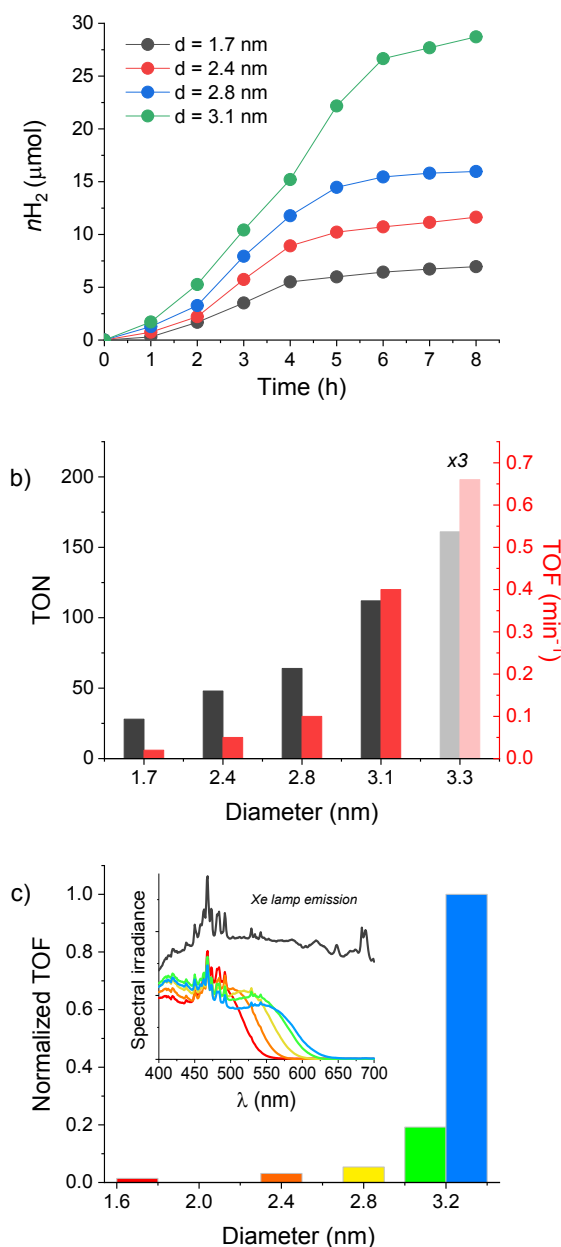 30
25
20
15
10
5
0
nH₂ (μmol)
d = 1.7 nm
d = 2.4 nm
d = 2.8 nm
d = 3.1 nm
0 1 2 3 4 5 6 7 8
Time (h)
b)
200
150
100
50
0
TON
x3
0.7
0.6
0.5
0.4
0.3
0.2
0.1
0.0
TOF (min⁻¹)
1.7 2.4 2.8 3.1 3.3
Diameter (nm)
c)
1.0
0.8
0.6
0.4
0.2
0.0
Normalized TOF
Xe lamp emission
Spectral irradiance
400 450 500 550 600 650 700
λ (nm)
1.6 2.0 2.4 2.8 3.2
Diameter (nm)